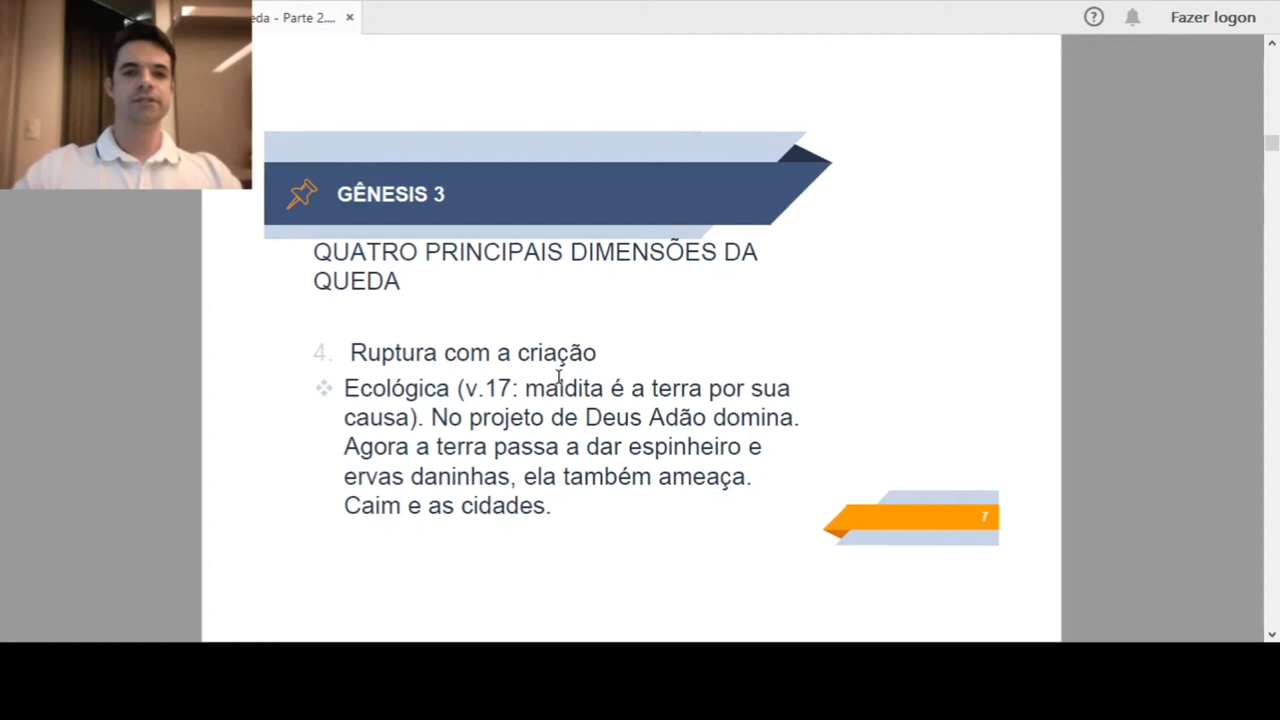 eda - Parte 2....
Fazer logon
GÊNESIS 3
QUATRO PRINCIPAIS DIMENSÕES DA
QUEDA
4. Ruptura com a criação
Ecológica (v.17: maldita é a terra por sua
causa). No projeto de Deus Adão domina.
Agora a terra passa a dar espinheiro e
ervas daninhas, ela também ameaça.
Caim e as cidades.
7